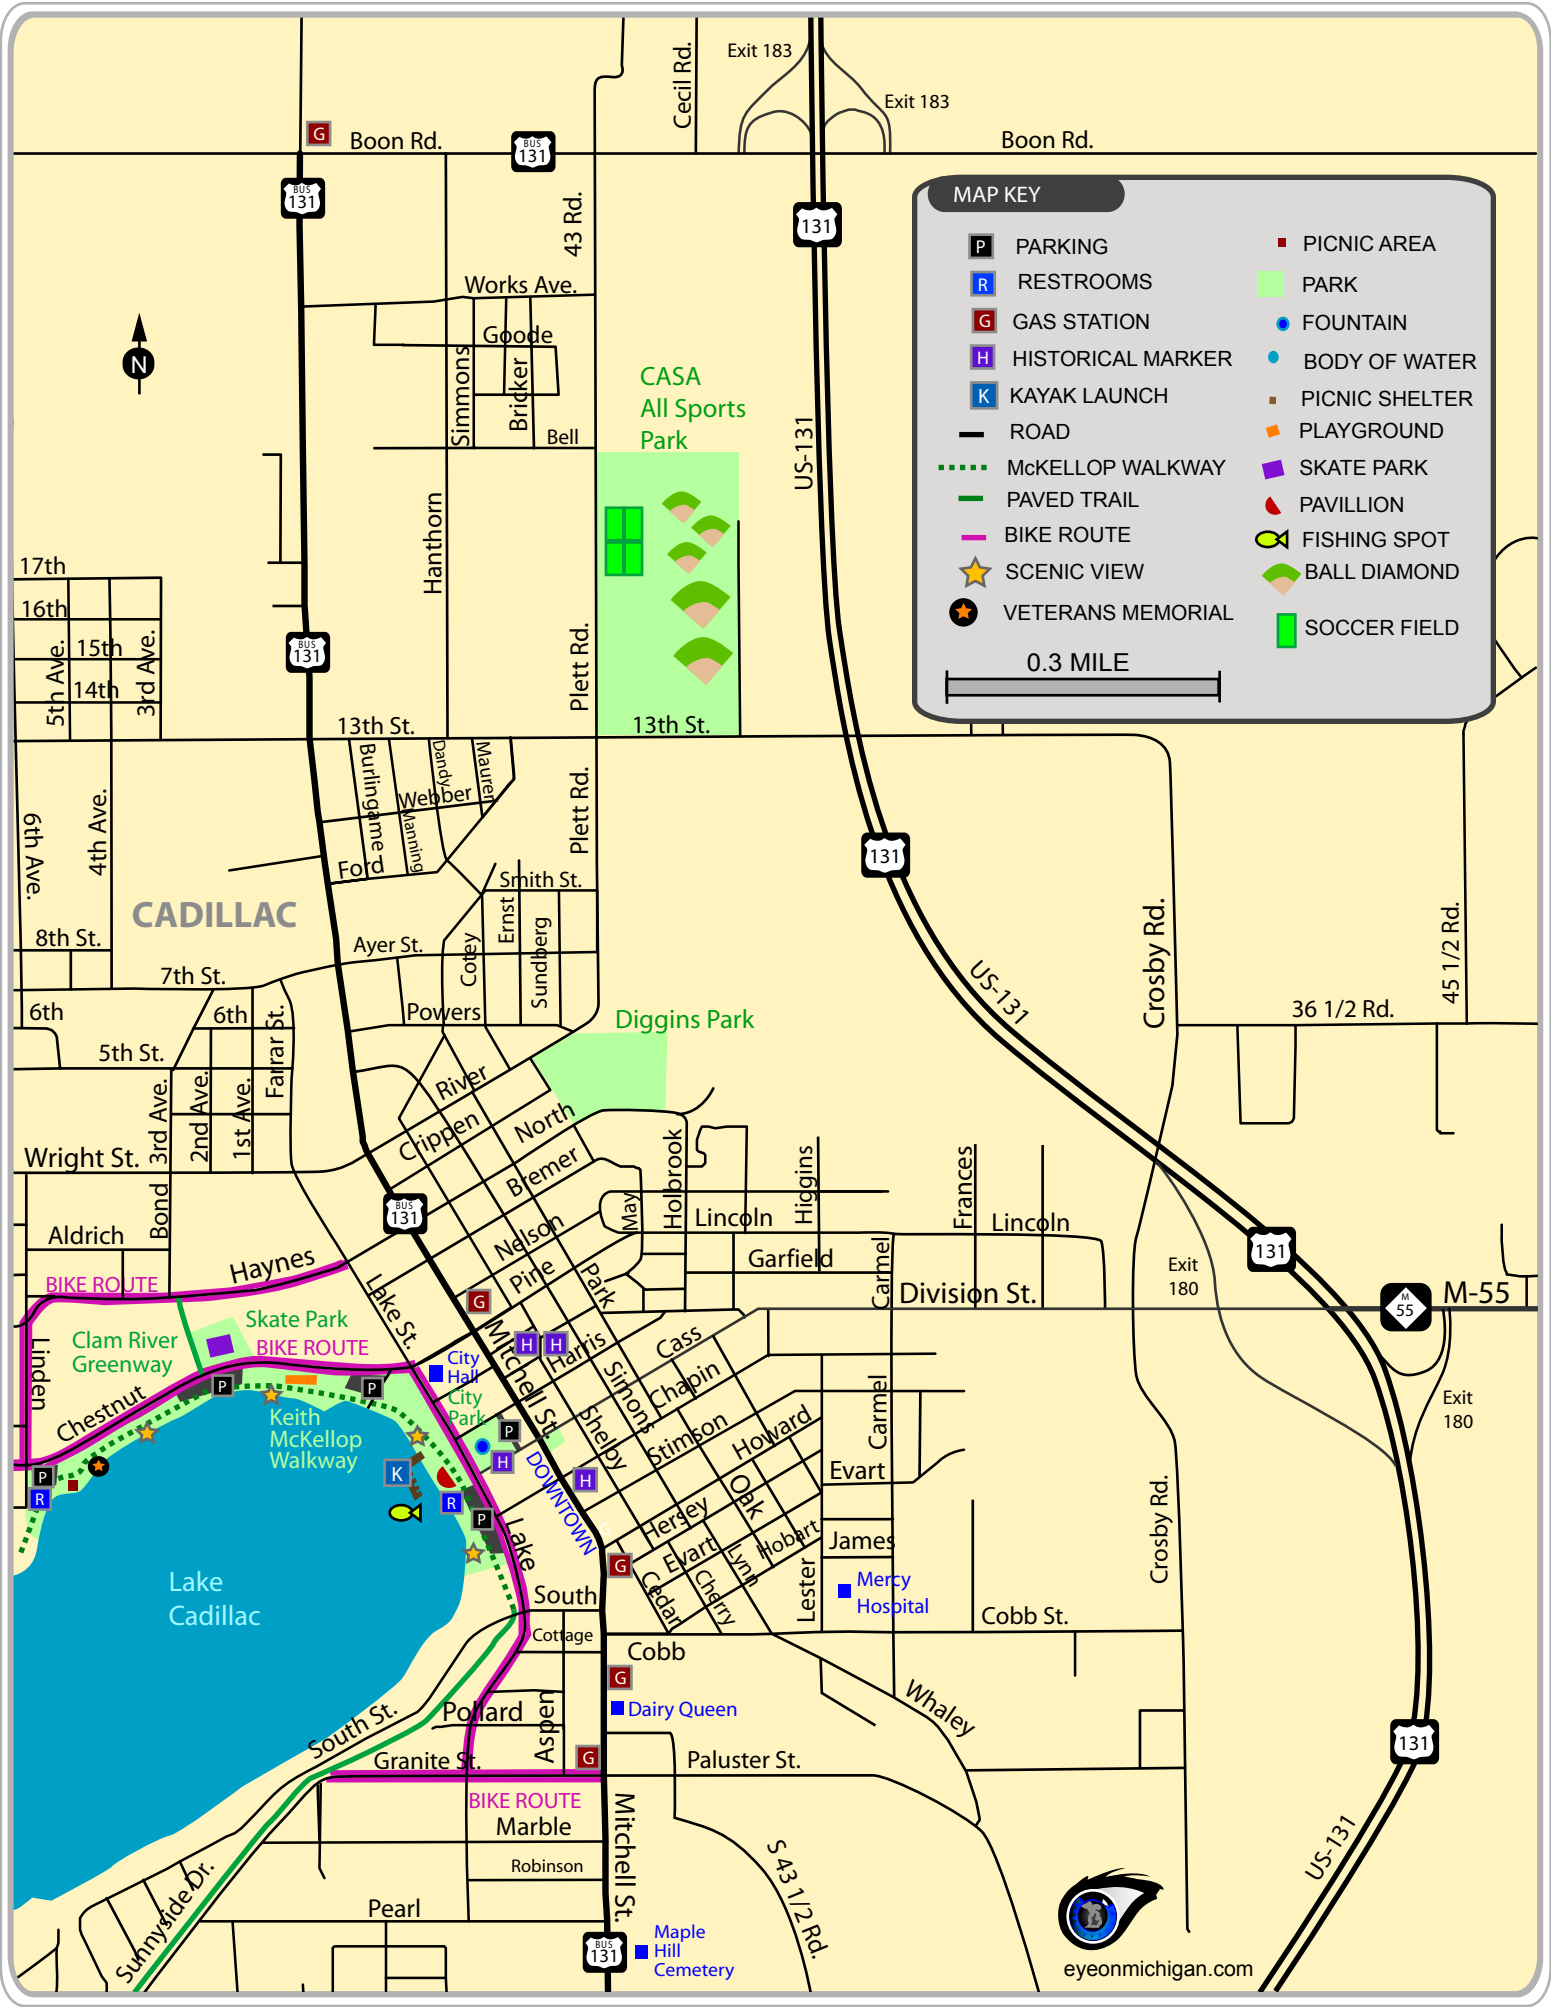 Exit 183
Cecil Rd.
Exit 183
G
Boon Rd.
BUS
131
Boon Rd.
BUS
131
43 Rd.
131
MAP KEY
P PARKING
R RESTROOMS
G GAS STATION
H HISTORICAL MARKER
K KAYAK LAUNCH
ROAD
McKELLOP WALKWAY
PAVED TRAIL
BIKE ROUTE
SCENIC VIEW
VETERANS MEMORIAL
PICNIC AREA
PARK
FOUNTAIN
BODY OF WATER
PICNIC SHELTER
PLAYGROUND
SKATE PARK
PAVILLION
FISHING SPOT
BALL DIAMOND
SOCCER FIELD
0.3 MILE
Works Ave.
Goode
Simmons
Bricker
Bell
N
CASA
All Sports
Park
US-131
Hanthorn
17th
16th
15th
14th
5th Ave.
3rd Ave.
BUS
131
Plett Rd.
13th St.
13th St.
Burlingame
Dandy
Maurer
Webber
Manning
Ford
Plett Rd.
6th Ave.
4th Ave.
131
CADILLAC
Smith St.
Ernst
Sundberg
Cotey
Ayer St.
8th St.
7th St.
Powers
6th
6th
5th St.
Farrar St.
3rd Ave.
2nd Ave.
1st Ave.
Diggins Park
US-131
Crosby Rd.
45 1/2 Rd.
36 1/2 Rd.
River
Crippen
North
Bremer
Nelson
Pine
Park
Wright St.
Bond
Aldrich
BUS
131
May
Holbrook
Higgins
Frances
Lincoln
Lincoln
Garfield
Carmel
Division St.
Exit
180
131
M
55
M-55
Exit
180
BIKE ROUTE
Haynes
Lake St.
G
Skate Park
BIKE ROUTE
Clam River
Greenway
Linden
Chestnut
P
P
City
Hall
City
Park
Mitchell St.
H
H
Harris
Cass
Simons
Chapin
Shelby
Stimson
Howard
Carmel
Evart
Keith
McKellop
Walkway
P
R
K
R
P
P
H
H
DOWNTOWN
G
Lake
Oak
Hersey
Evart
Lynn
Hobart
Cedar
Cherry
James
Lester
Mercy
Hospital
Crosby Rd.
Cobb St.
Lake
Cadillac
South
Cottage
Cobb
G
Dairy Queen
Whaley
South St.
Pollard
Aspen
Granite St.
G
Paluster St.
131
BIKE ROUTE
Marble
Robinson
Mitchell St.
Pearl
Sunnyside Dr.
S 43 1/2 Rd.
US-131
BUS
131
Maple
Hill
Cemetery
eyeonmichigan.com